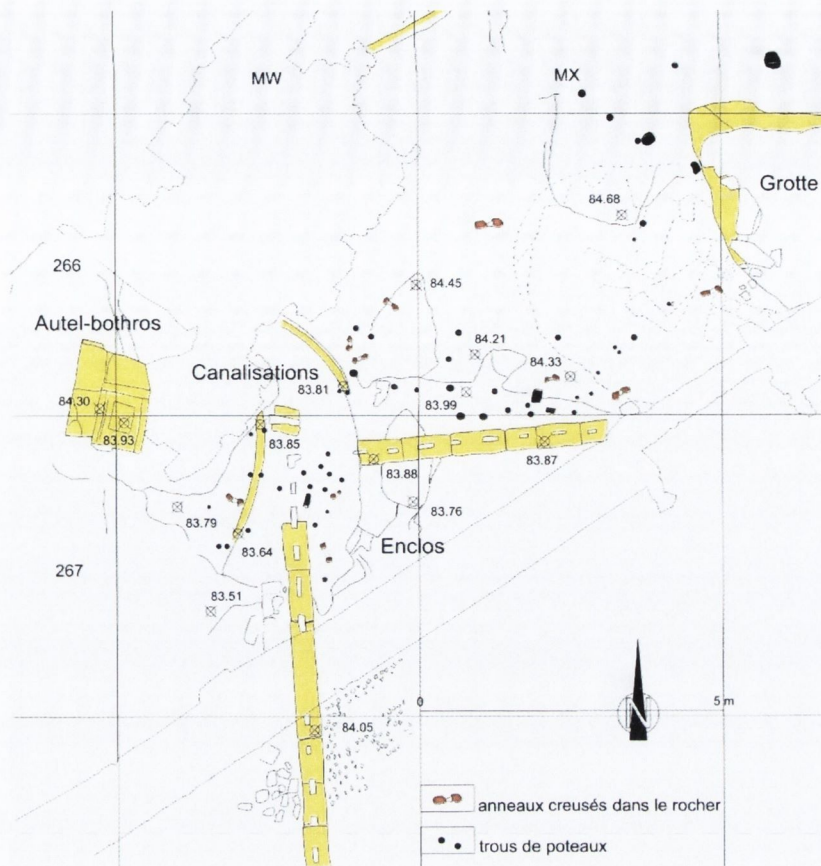 MW
MX
Grotte
84.68
266
84.45
Autel-bothros
84.21
Canalisations
84.33
83.81
83.99
84.30
83.93
83.85
83.88
83.87
83.79
83.76
83.64
Enclos
267
83.51
0
5 m
N
84.05
anneaux creusés dans le rocher
trous de poteaux